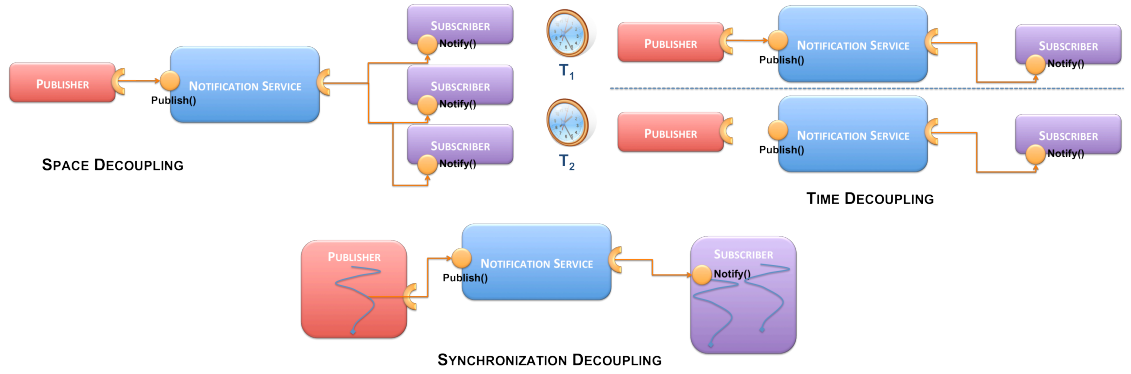 SUBSCRIBER
Notify()
PUBLISHER
Publish()
NOTIFICATION SERVICE
SUBSCRIBER
Notify()
SUBSCRIBER
Notify()
SPACE DECOUPLING
T1
PUBLISHER
Publish()
NOTIFICATION SERVICE
SUBSCRIBER
Notify()
T2
PUBLISHER
Publish()
NOTIFICATION SERVICE
SUBSCRIBER
Notify()
TIME DECOUPLING
PUBLISHER
Publish()
NOTIFICATION SERVICE
SUBSCRIBER
Notify()
SYNCHRONIZATION DECOUPLING